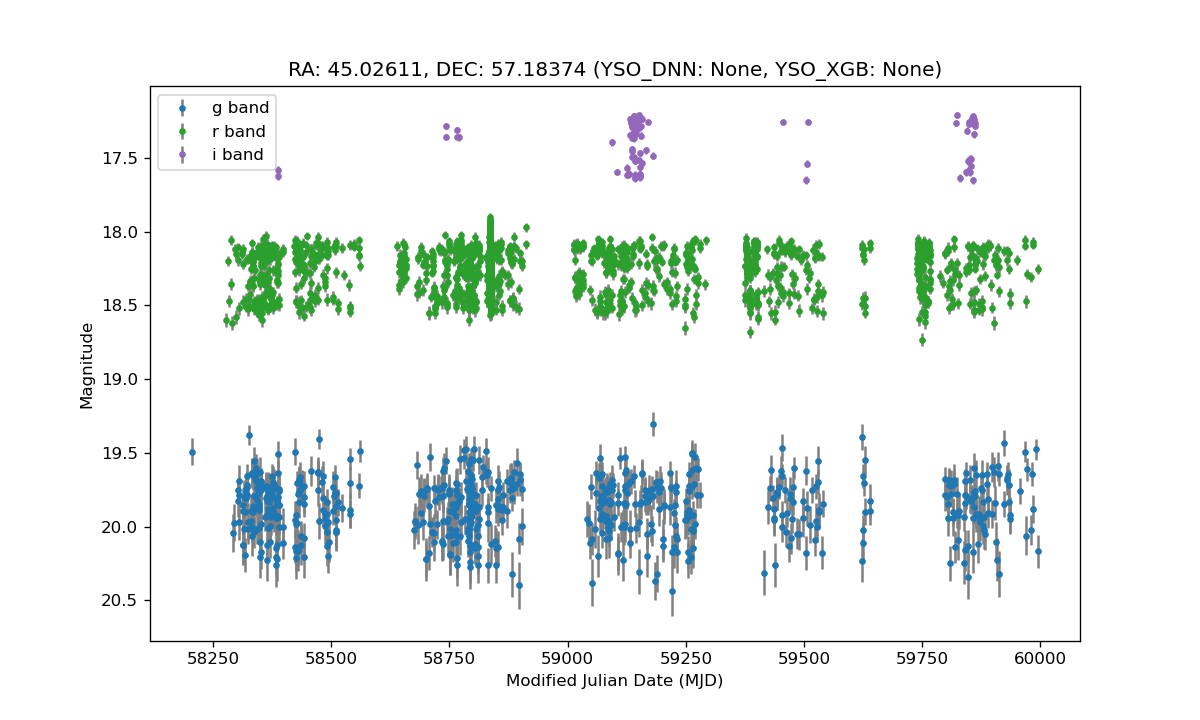 RA: 45.02611, DEC: 57.18374 (YSO_DNN: None, YSO_XGB: None)
g band
r band
i band
17.5
18.0
18.5
19.0
19.5
20.0
20.5
Magnitude
58250 58500 58750 59000 59250 59500 59750 60000
Modified Julian Date (MJD)